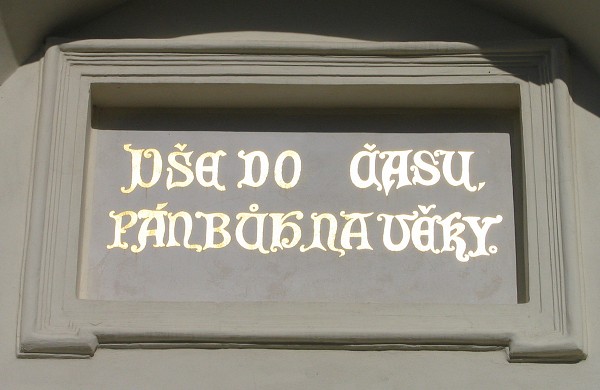 VŠE DO ČASU,
PÁNBŮH NA VĚKY.